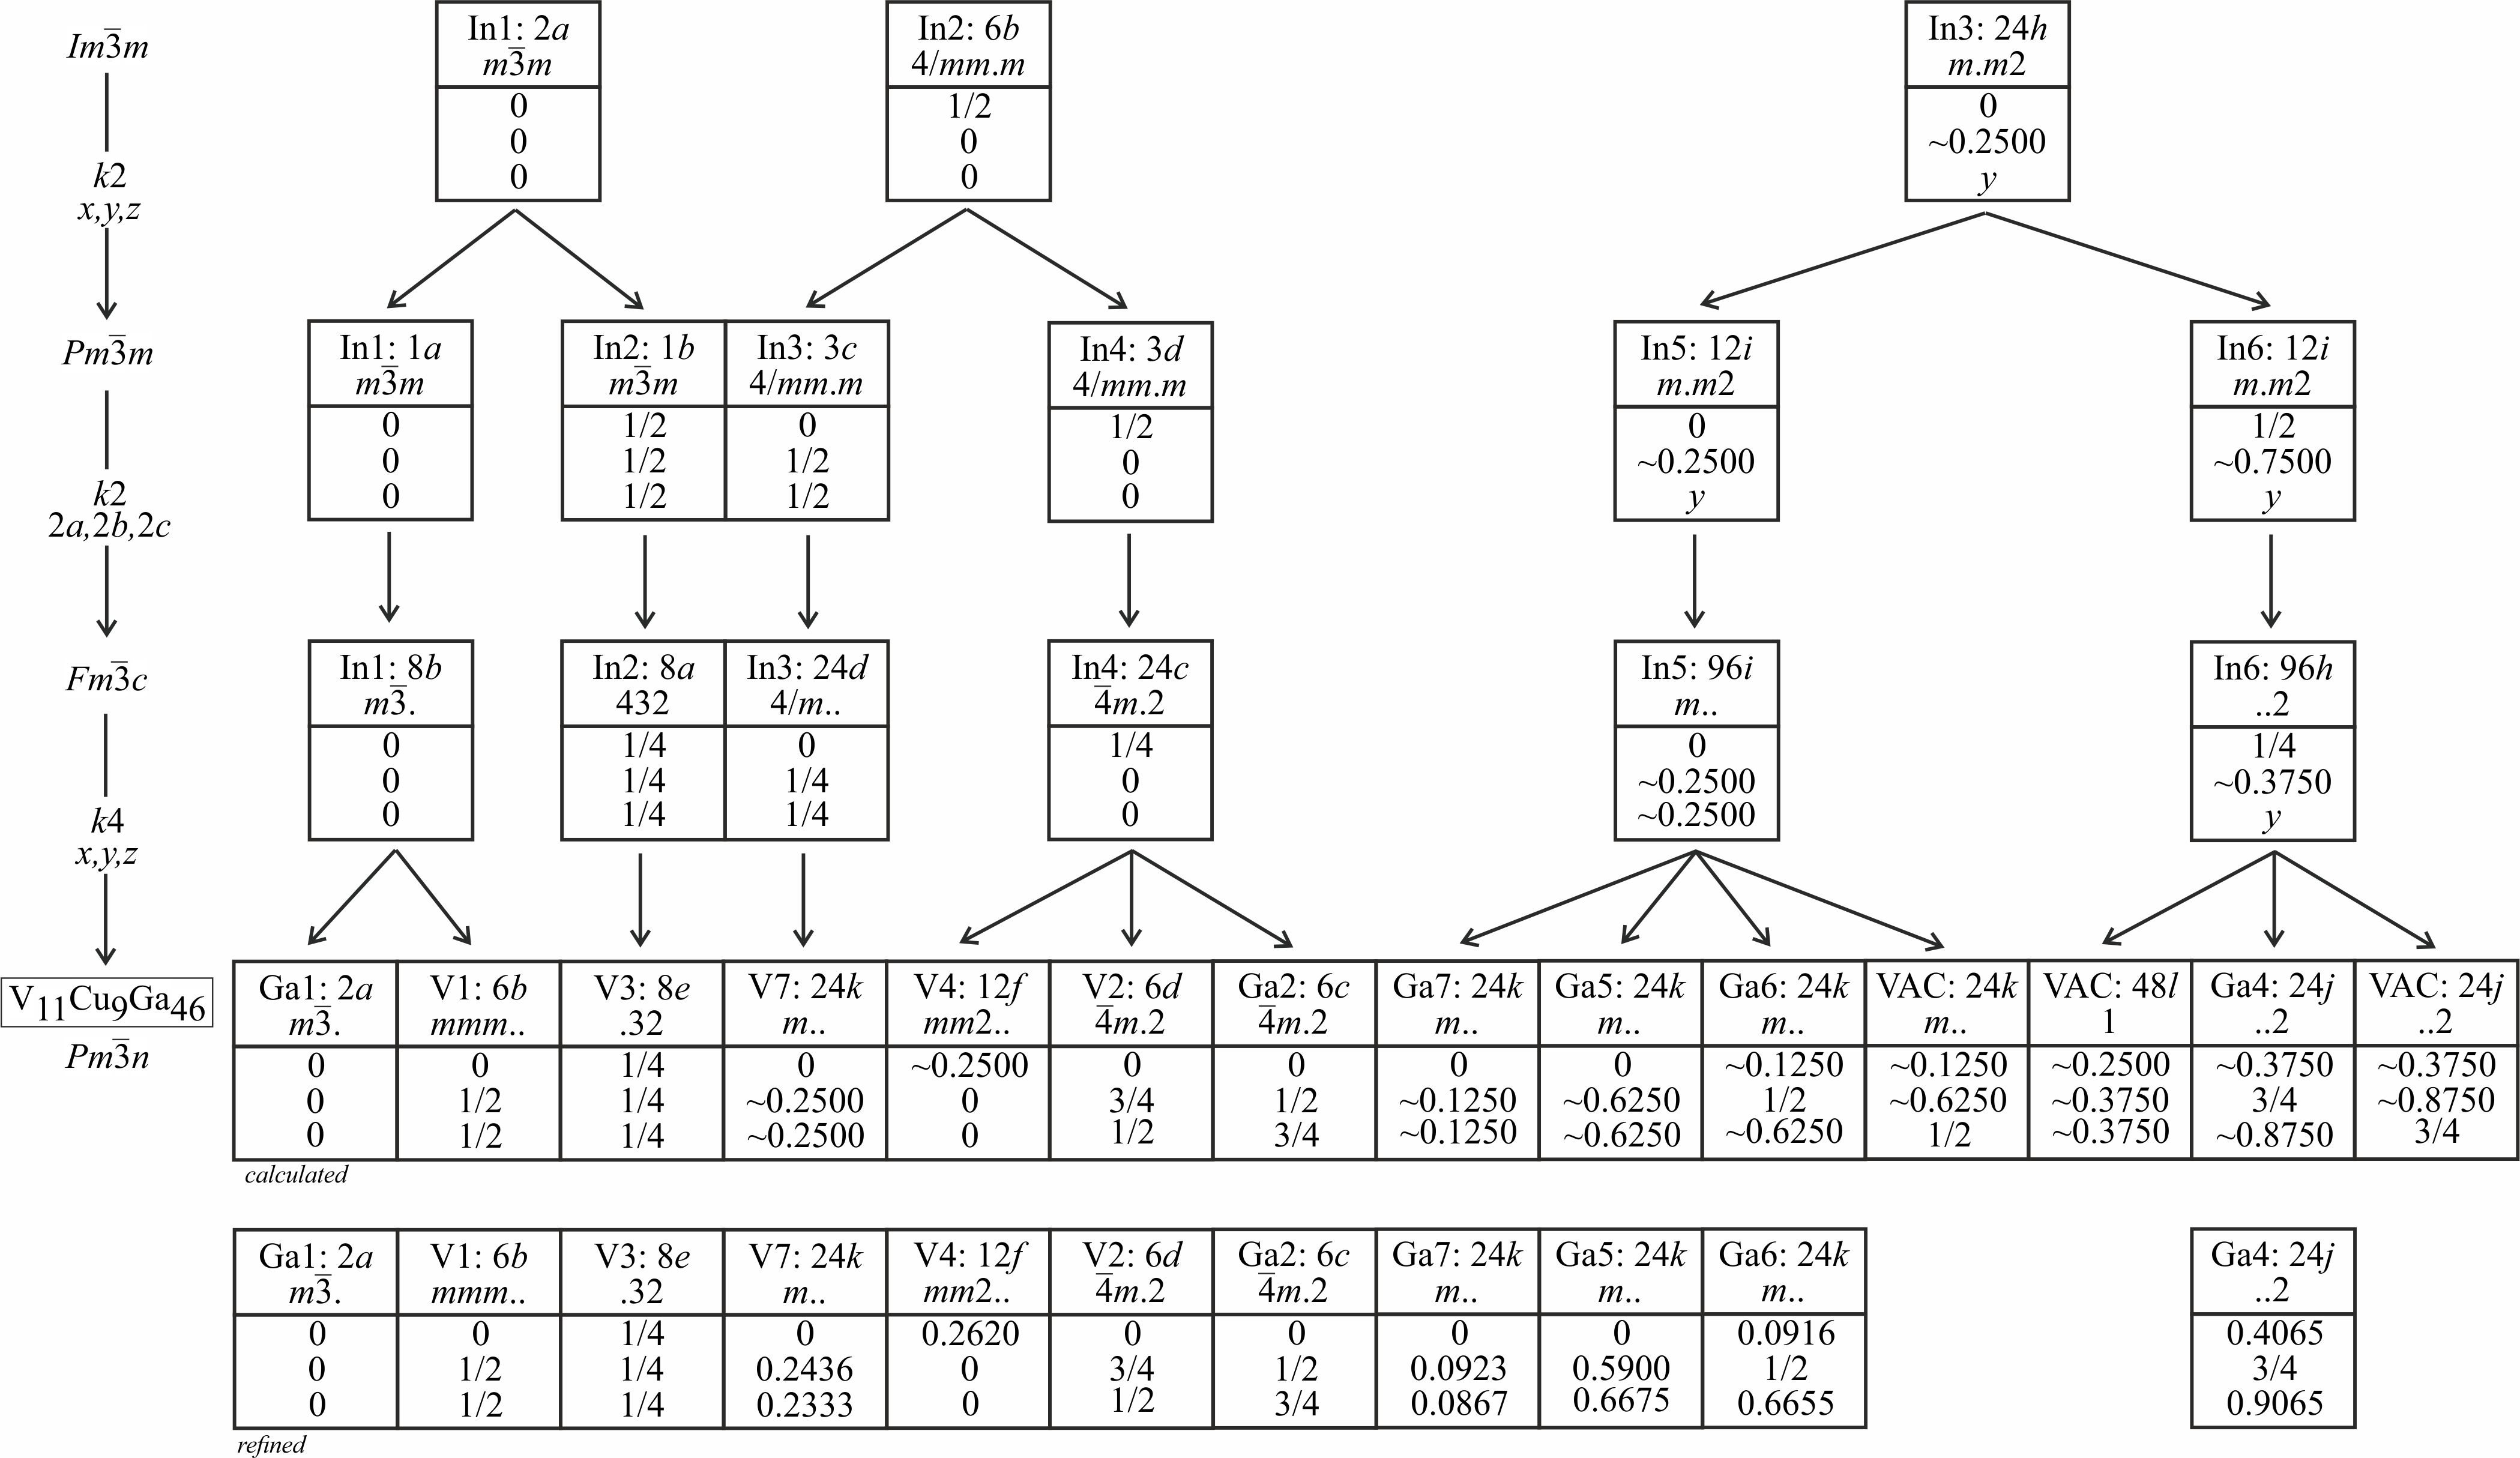 Im3̅m
k2
x,y,z
Pm3̅m
k2
2a,2b,2c
Fm3̅c
k4
x,y,z
V₁₁Cu₉Ga₄₆
Pm3̅n
In1: 2a
m3̅m
0
0
0
In2: 6b
4/mm.m
1/2
0
0
In3: 24h
m.m2
0
~0.2500
y
In1: 1a
m3̅m
0
0
0
In2: 1b
m3̅m
1/2
1/2
1/2
In3: 3c
4/mm.m
0
1/2
1/2
In4: 3d
4/mm.m
1/2
0
0
In5: 12i
m.m2
0
~0.2500
y
In6: 12i
m.m2
1/2
~0.7500
y
In1: 8b
m3̅.
0
0
0
In2: 8a
432
1/4
1/4
1/4
In3: 24d
4/m..
0
1/4
1/4
In4: 24c
4̅m.2
1/4
0
0
In5: 96i
m..
0
~0.2500
~0.2500
In6: 96h
..2
1/4
~0.3750
y
Ga1: 2a
m3̅.
0
0
0
V1: 6b
mmm..
0
1/2
1/2
V3: 8e
.32
1/4
1/4
1/4
V7: 24k
m..
0
~0.2500
~0.2500
V4: 12f
mm2..
~0.2500
0
0
V2: 6d
4̅m.2
0
3/4
1/2
Ga2: 6c
4̅m.2
0
1/2
3/4
Ga7: 24k
m..
0
~0.1250
~0.1250
Ga5: 24k
m..
0
~0.6250
~0.6250
Ga6: 24k
m..
~0.1250
1/2
~0.6250
VAC: 24k
m..
~0.1250
~0.6250
1/2
VAC: 48l
1
~0.2500
~0.3750
~0.3750
Ga4: 24j
..2
~0.3750
3/4
~0.8750
VAC: 24j
..2
~0.3750
~0.8750
3/4
calculated
Ga1: 2a
m3̅.
0
0
0
V1: 6b
mmm..
0
1/2
1/2
V3: 8e
.32
1/4
1/4
1/4
V7: 24k
m..
0
0.2436
0.2333
V4: 12f
mm2..
0.2620
0
0
V2: 6d
4̅m.2
0
3/4
1/2
Ga2: 6c
4̅m.2
0
1/2
3/4
Ga7: 24k
m..
0
0.0923
0.0867
Ga5: 24k
m..
0
0.5900
0.6675
Ga6: 24k
m..
0.0916
1/2
0.6655
Ga4: 24j
..2
0.4065
3/4
0.9065
refined